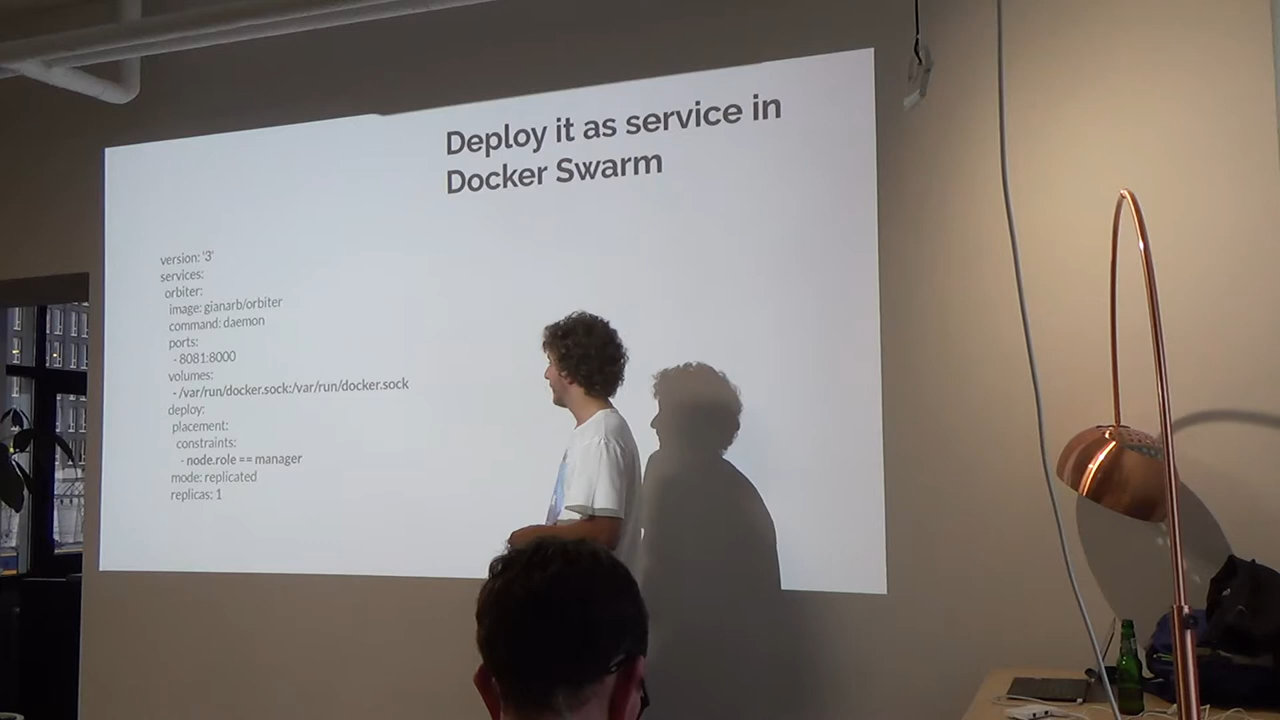 Deploy it as service in
Docker Swarm
version: '3'
services:
orbiter:
image: gianarb/orbiter
command: daemon
ports:
- 8081:8000
volumes:
- /var/run/docker.sock:/var/run/docker.sock
deploy:
placement:
constraints:
- node.role == manager
mode: replicated
replicas: 1